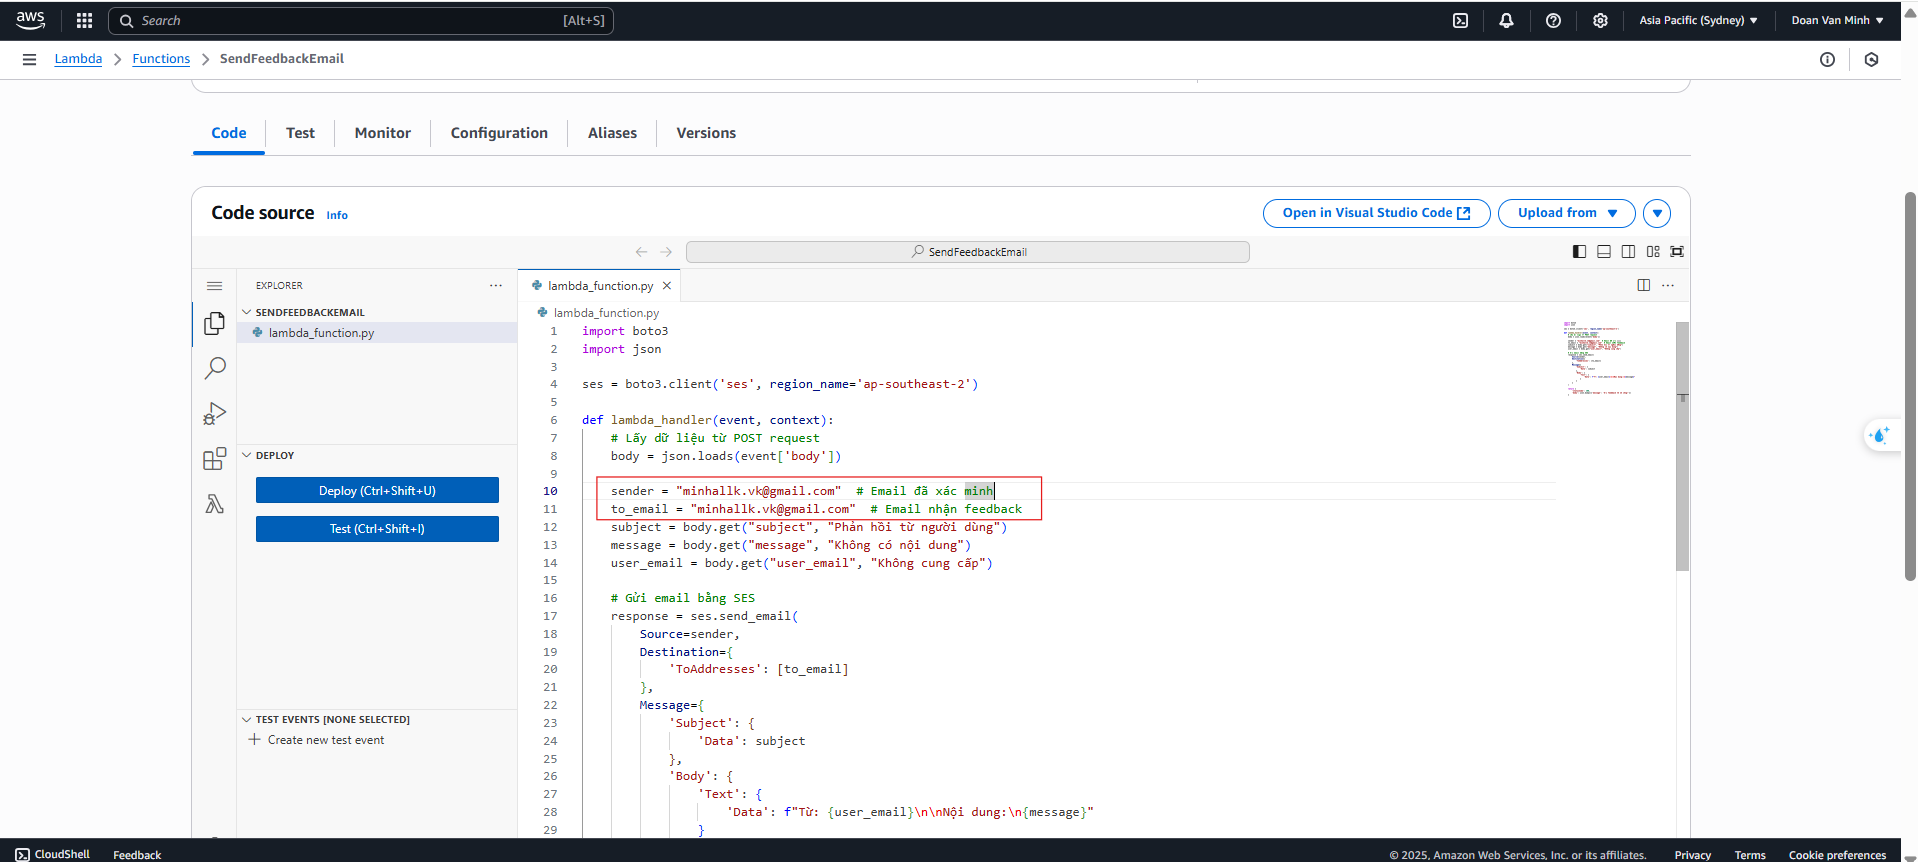 aws
Search
[Alt+S]
Asia Pacific (Sydney)
Doan Van Minh
Lambda
Functions
SendFeedbackEmail
Code
Test
Monitor
Configuration
Aliases
Versions
Code source
Info
Open in Visual Studio Code
Upload from
SendFeedbackEmail
EXPLORER
SENDFEEDBACKEMAIL
lambda_function.py
DEPLOY
Deploy (Ctrl+Shift+U)
Test (Ctrl+Shift+I)
TEST EVENTS [NONE SELECTED]
Create new test event
lambda_function.py
lambda_function.py
1 import boto3
2 import json
3
4 ses = boto3.client('ses', region_name='ap-southeast-2')
5
6 def lambda_handler(event, context):
7 # Lấy dữ liệu từ POST request
8 body = json.loads(event['body'])
9
10 sender = "minhallk.vk@gmail.com" # Email đã xác minh
11 to_email = "minhallk.vk@gmail.com" # Email nhận feedback
12 subject = body.get("subject", "Phản hồi từ người dùng")
13 message = body.get("message", "Không có nội dung")
14 user_email = body.get("user_email", "Không cung cấp")
15
16 # Gửi email bằng SES
17 response = ses.send_email(
18 Source=sender,
19 Destination={
20 'ToAddresses': [to_email]
21 },
22 Message={
23 'Subject': {
24 'Data': subject
25 },
26 'Body': {
27 'Text': {
28 'Data': f"Từ: {user_email}\n\nNội dung:\n{message}"
29 }
CloudShell
Feedback
© 2025, Amazon Web Services, Inc. or its affiliates.
Privacy
Terms
Cookie preferences